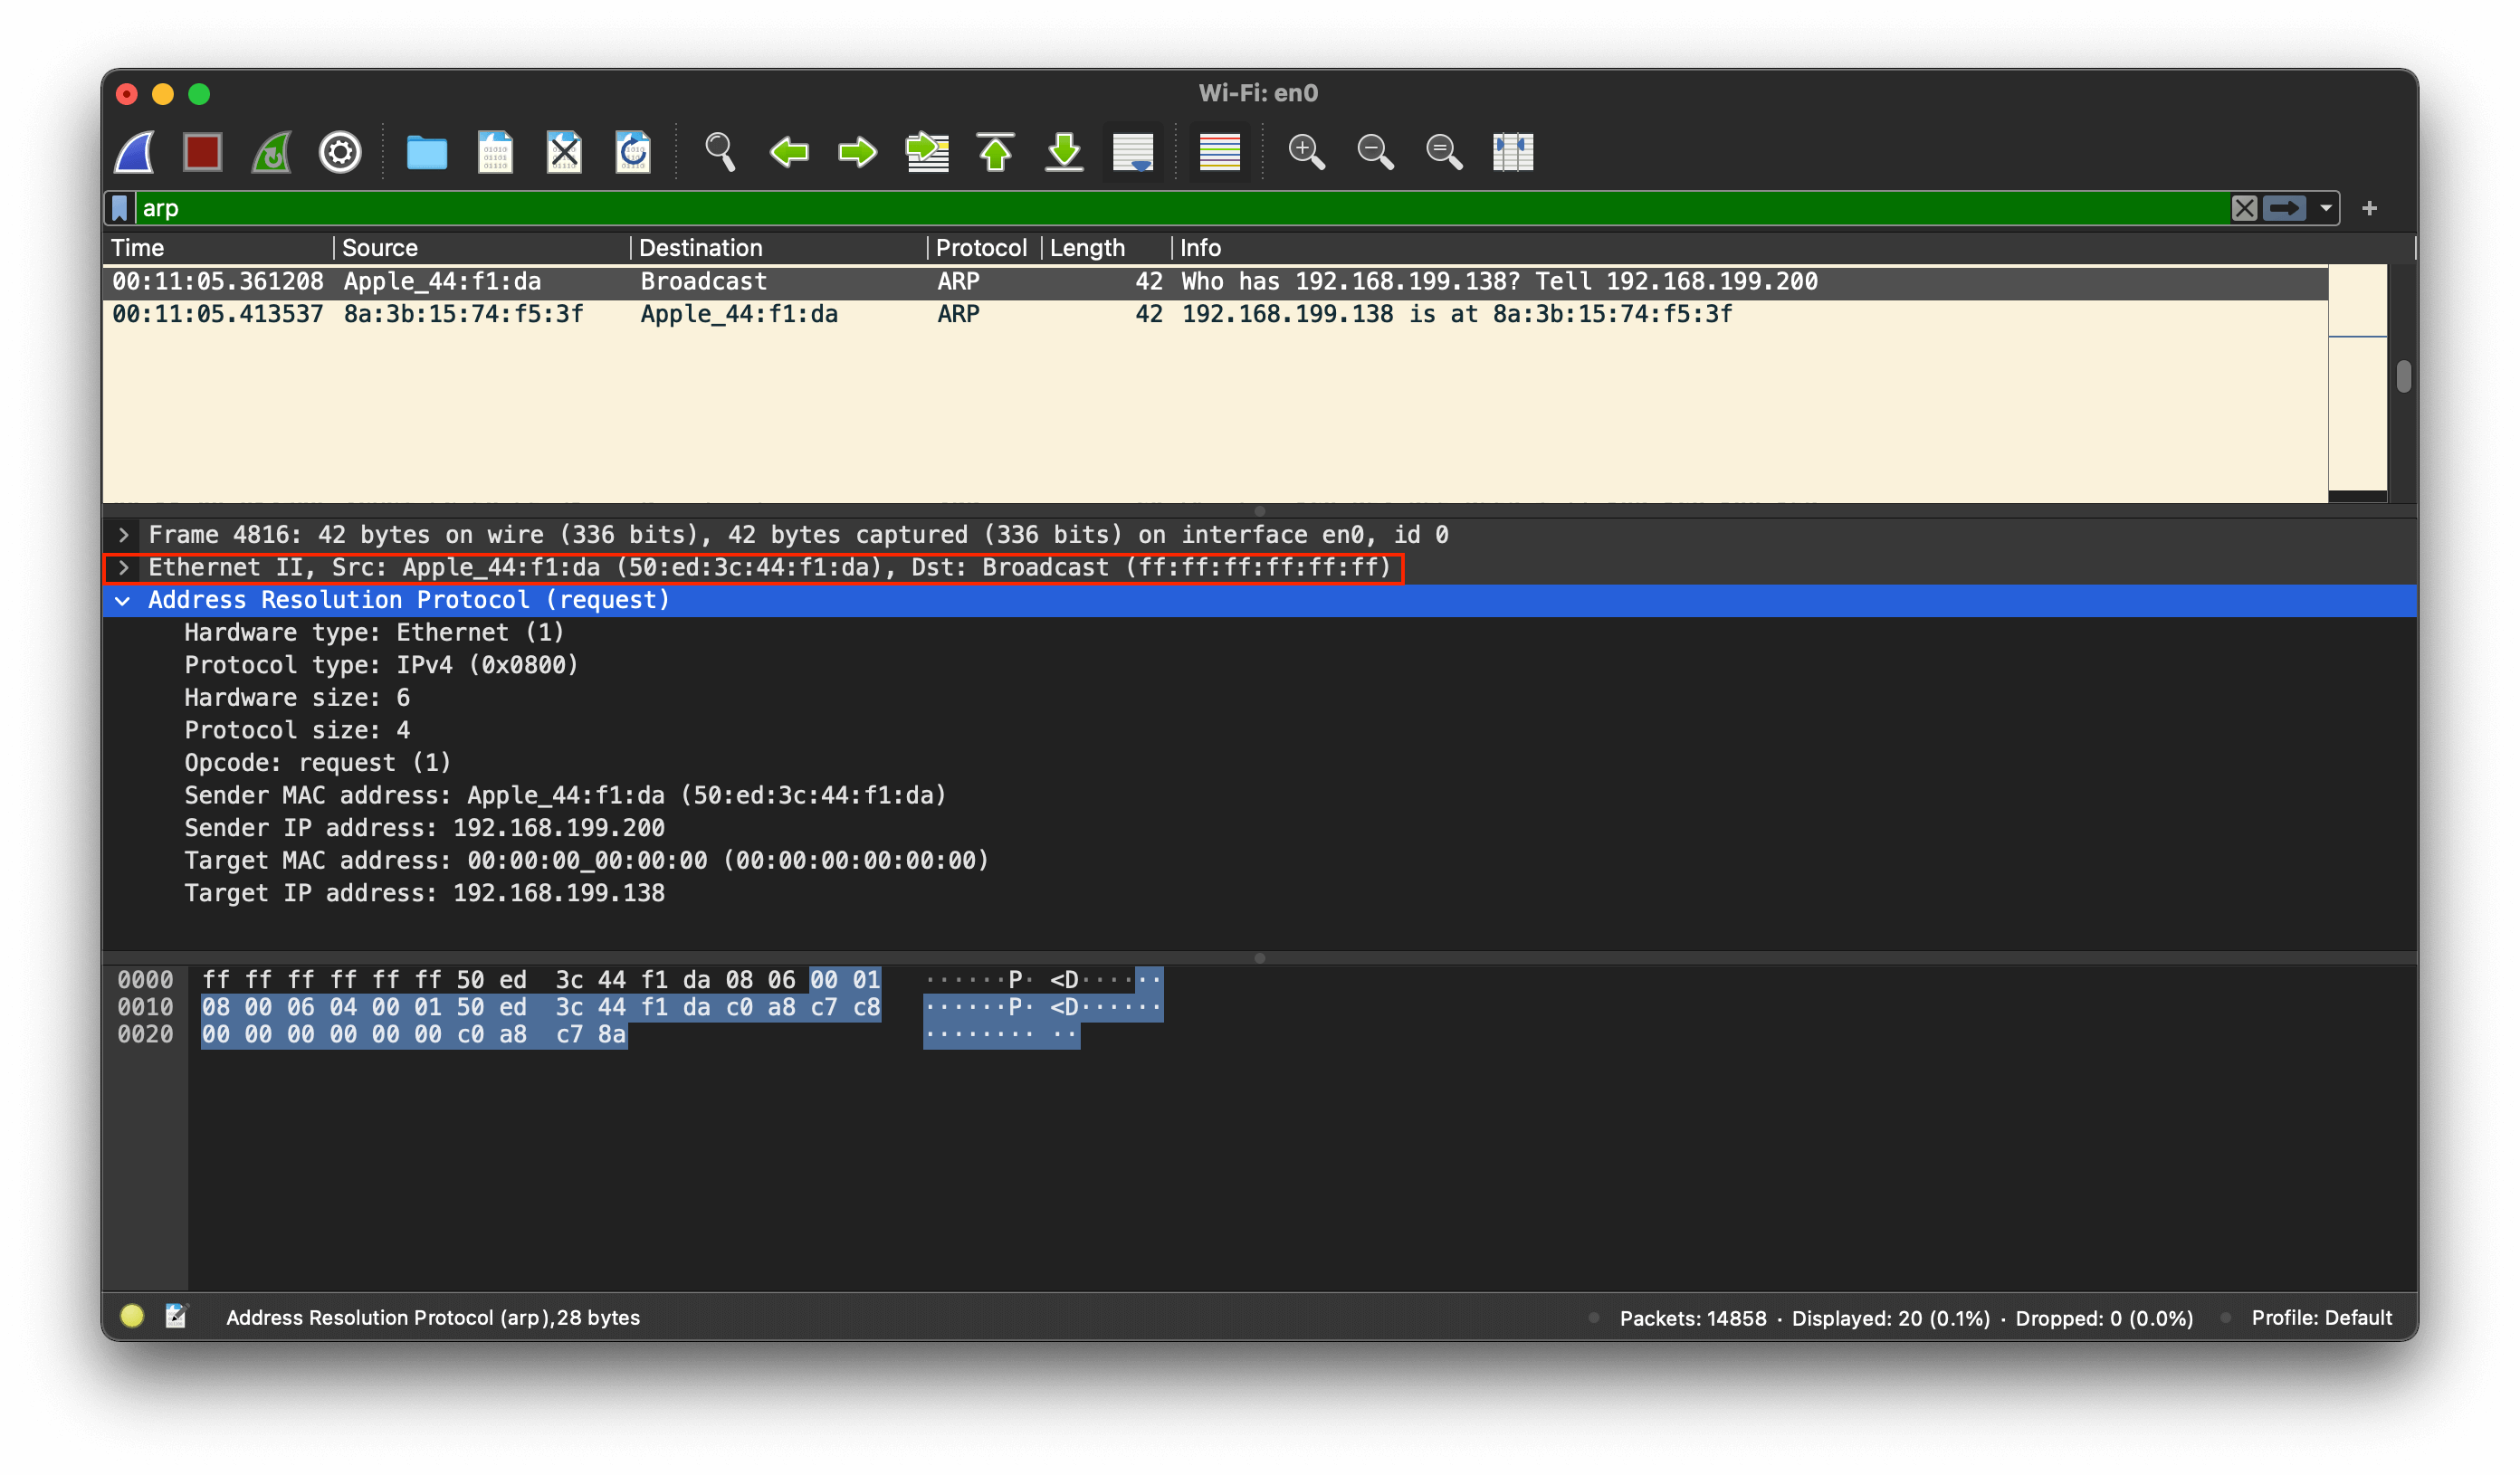 Wi-Fi: en0
arp
Time Source Destination Protocol Length Info
00:11:05.361208 Apple_44:f1:da Broadcast ARP 42 Who has 192.168.199.138? Tell 192.168.199.200
00:11:05.413537 8a:3b:15:74:f5:3f Apple_44:f1:da ARP 42 192.168.199.138 is at 8a:3b:15:74:f5:3f
Frame 4816: 42 bytes on wire (336 bits), 42 bytes captured (336 bits) on interface en0, id 0
Ethernet II, Src: Apple_44:f1:da (50:ed:3c:44:f1:da), Dst: Broadcast (ff:ff:ff:ff:ff:ff)
Address Resolution Protocol (request)
Hardware type: Ethernet (1)
Protocol type: IPv4 (0x0800)
Hardware size: 6
Protocol size: 4
Opcode: request (1)
Sender MAC address: Apple_44:f1:da (50:ed:3c:44:f1:da)
Sender IP address: 192.168.199.200
Target MAC address: 00:00:00_00:00:00 (00:00:00:00:00:00)
Target IP address: 192.168.199.138
0000 ff ff ff ff ff ff 50 ed 3c 44 f1 da 08 06 00 01 ······P· <D······
0010 08 00 06 04 00 01 50 ed 3c 44 f1 da c0 a8 c7 c8 ······P· <D······
0020 00 00 00 00 00 00 c0 a8 c7 8a ········ ··
Address Resolution Protocol (arp),28 bytes
Packets: 14858 · Displayed: 20 (0.1%) · Dropped: 0 (0.0%)
Profile: Default